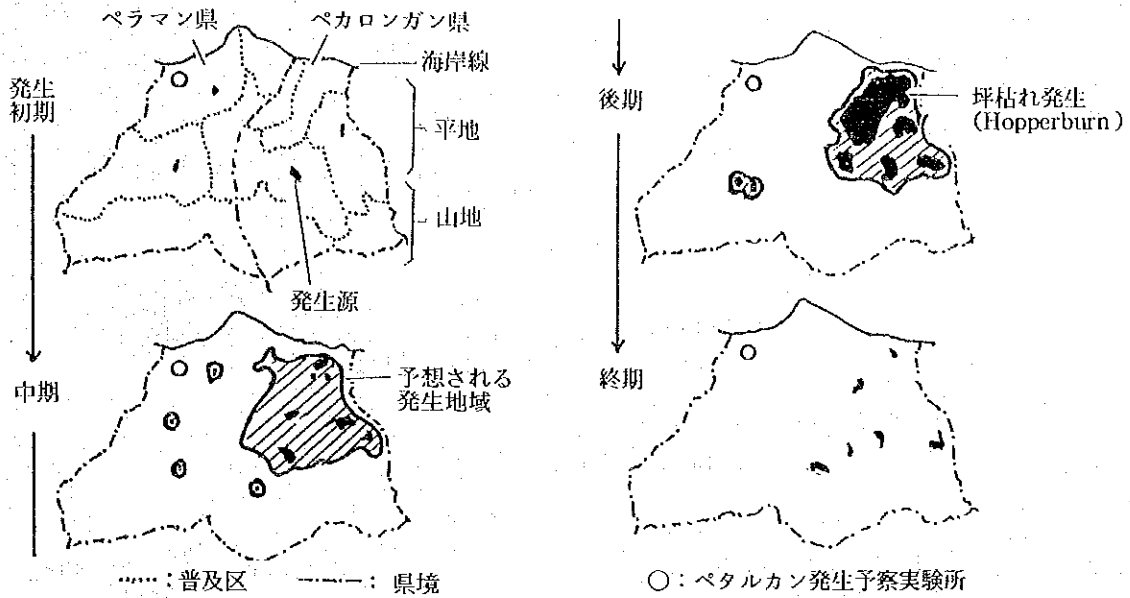 ペラマン県
ペカロンガン県
海岸線
発生
初期
平地
山地
発生源
中期
予想される
発生地域
後期
坪枯れ発生
(Hopperburn)
終期
……：普及区
—・—・—：県境
○：ペタルカン発生予察実験所